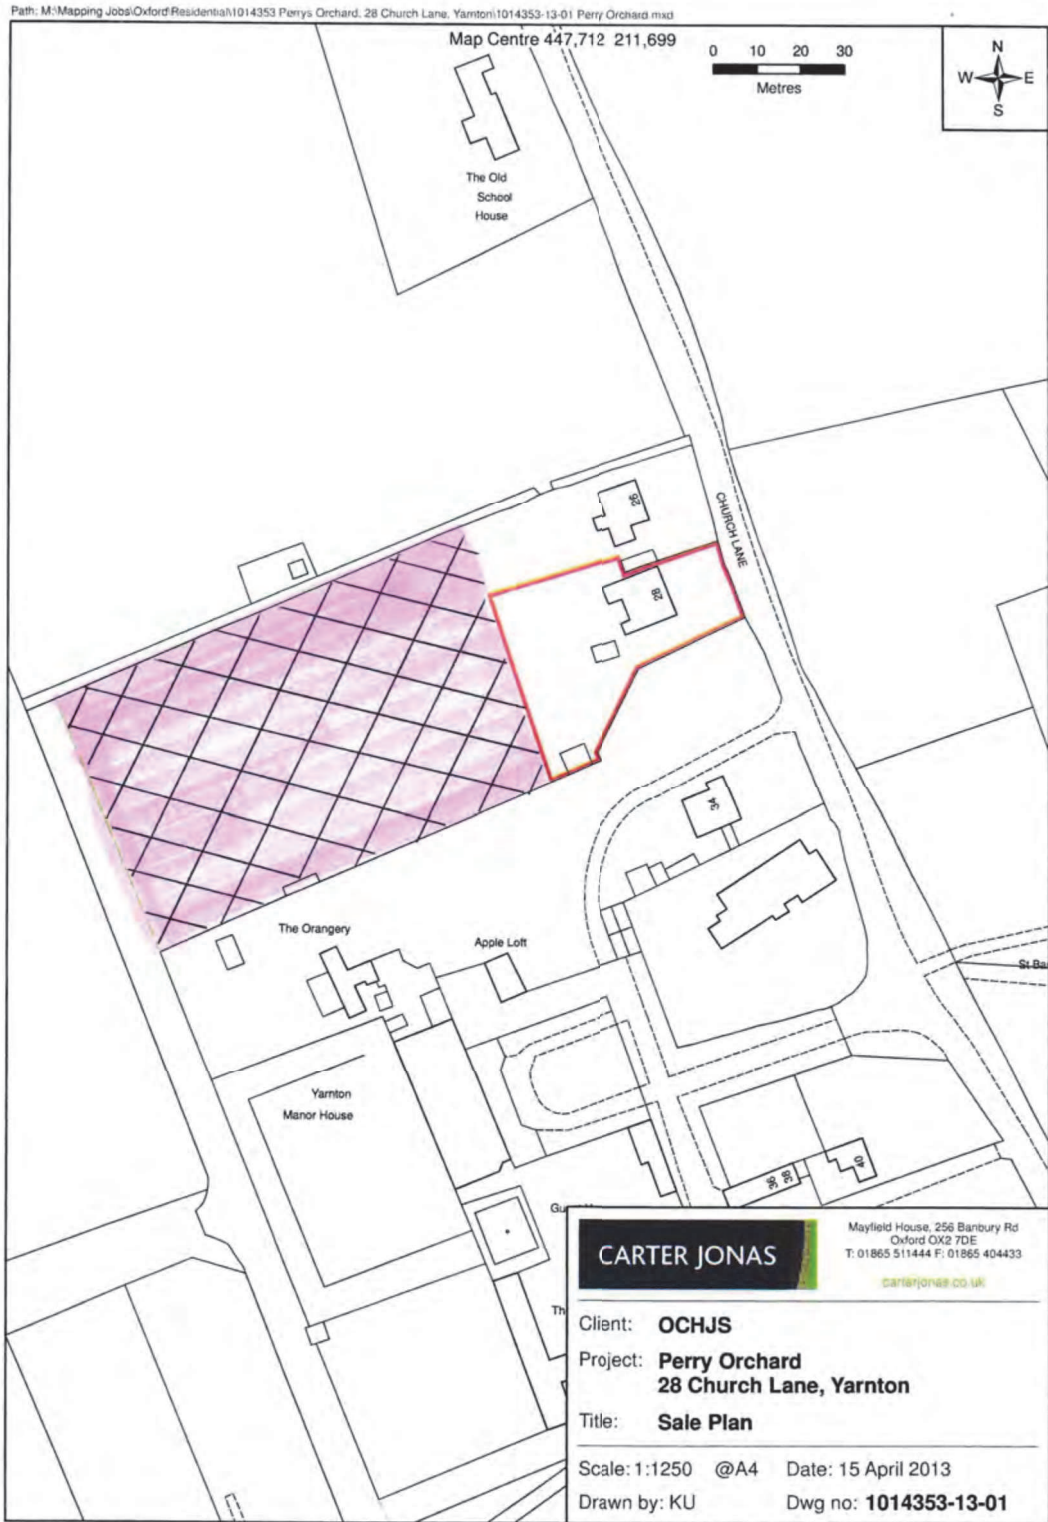 Path: M:\Mapping Jobs\Oxford\Residential\1014353 Perrys Orchard, 28 Church Lane, Yarnton\1014353-13-01 Perry Orchard.mxd
Map Centre 447,712 211,699
0 10 20 30
Metres
N
W E
S
The Old
School
House
26
CHURCH LANE
28
34
The Orangery
Apple Loft
St Ba
Yarnton
Manor House
40
38
36
CARTER JONAS
Mayfield House, 256 Banbury Rd
Oxford OX2 7DE
T: 01865 511444 F: 01865 404433
carterjonas.co.uk
Client: OCHJS
Project: Perry Orchard
28 Church Lane, Yarnton
Title: Sale Plan
Scale: 1:1250 @A4 Date: 15 April 2013
Drawn by: KU Dwg no: 1014353-13-01